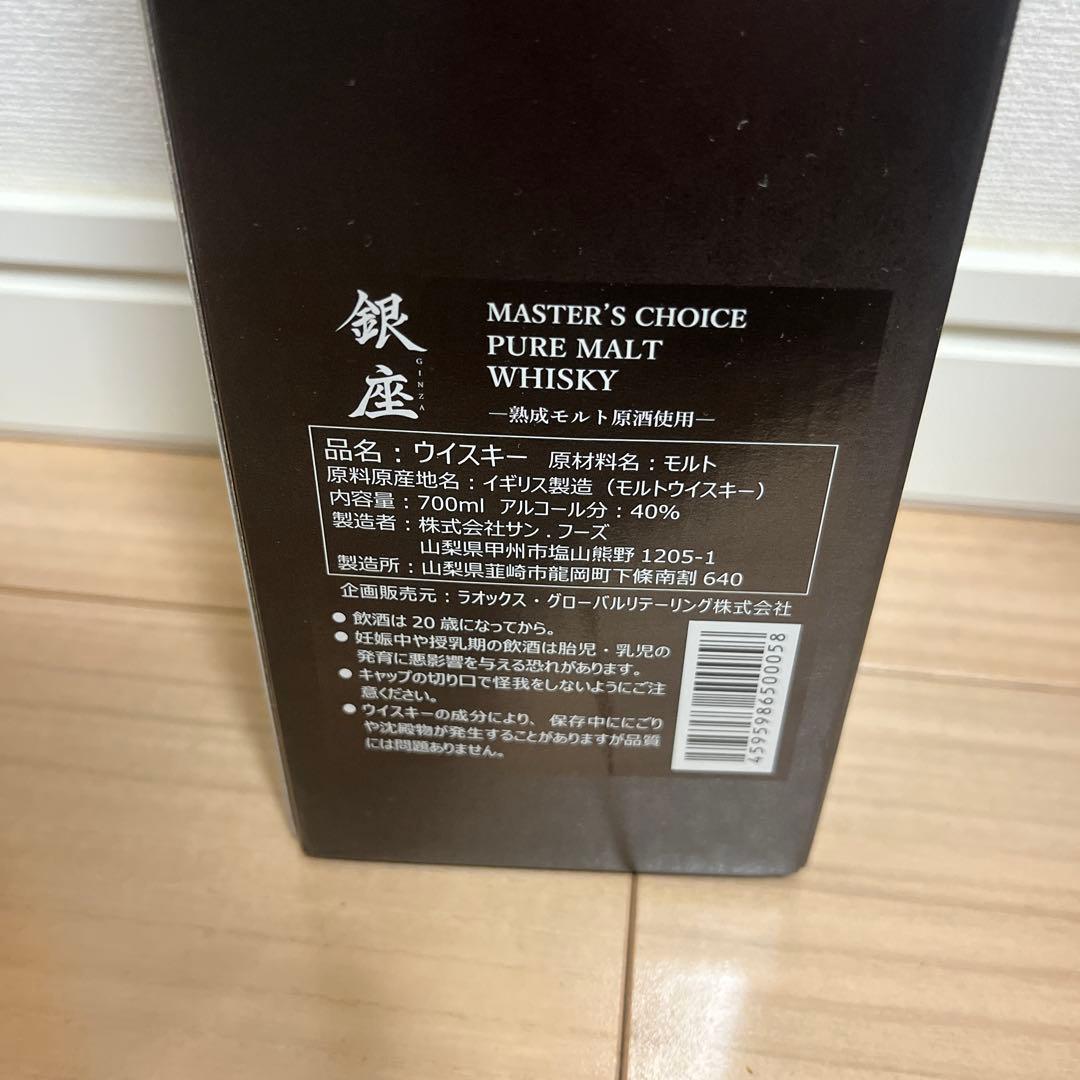 銀座
GINZA
MASTER'S CHOICE
PURE MALT
WHISKY
―熟成モルト原酒使用―
品名：ウイスキー 原材料名：モルト
原料原産地名：イギリス製造（モルトウイスキー）
内容量：700ml アルコール分：40%
製造者：株式会社サン．フーズ
山梨県甲州市塩山熊野 1205-1
製造所：山梨県韮崎市龍岡町下條南割 640
企画販売元：ラオックス・グローバルリテーリング株式会社
● 飲酒は 20 歳になってから。
● 妊娠中や授乳期の飲酒は胎児・乳児の
発育に悪影響を与える恐れがあります。
● キャップの切り口で怪我をしないようにご注
意ください。
● ウイスキーの成分により、保存中ににごり
や沈殿物が発生することがありますが品質
には問題ありません。
4595986500058